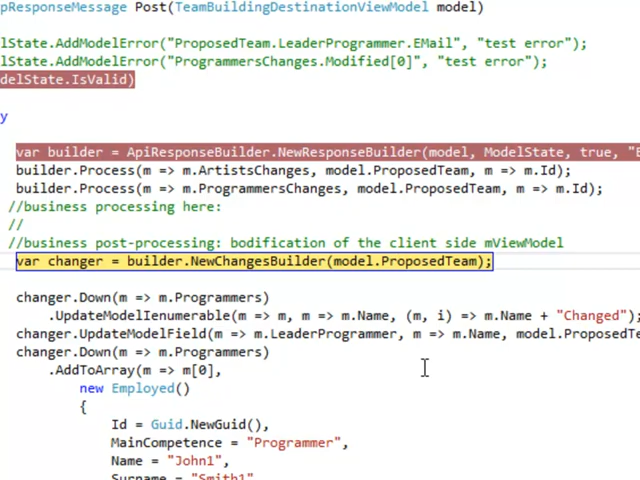 pResponseMessage Post(TeamBuildingDestinationViewModel model)
lState.AddModelError("ProposedTeam.LeaderProgrammer.EMail", "test error");
lState.AddModelError("ProgrammersChanges.Modified[0]", "test error");
delState.IsValid)
y
var builder = ApiResponseBuilder.NewResponseBuilder(model, ModelState, true, "E
builder.Process(m => m.ArtistsChanges, model.ProposedTeam, m => m.Id);
builder.Process(m => m.ProgrammersChanges, model.ProposedTeam, m => m.Id);
//business processing here:
//
//business post-processing: bodification of the client side mViewModel
var changer = builder.NewChangesBuilder(model.ProposedTeam);
changer.Down(m => m.Programmers)
.UpdateModelIenumerable(m => m, m => m.Name, (m, i) => m.Name + "Changed");
changer.UpdateModelField(m => m.LeaderProgrammer, m => m.Name, model.ProposedTe
changer.Down(m => m.Programmers)
.AddToArray(m => m[0],
new Employed()
{
Id = Guid.NewGuid(),
MainCompetence = "Programmer",
Name = "John1",
Surname = "Smith1"